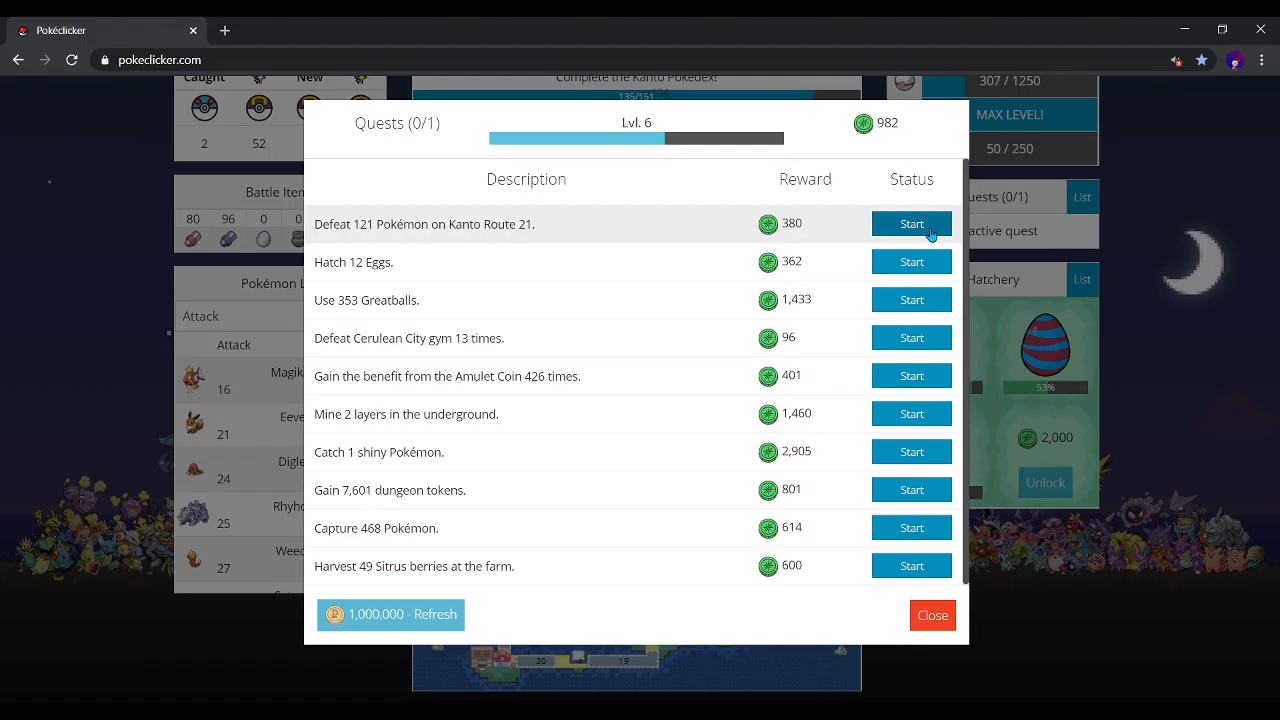 Pokéclicker
pokeclicker.com
Caught New
Complete the Kanto Pokédex!
135/151
307 / 1250
MAX LEVEL!
50 / 250
2 52
Quests (0/1) Lvl. 6 982
Description Reward Status
Defeat 121 Pokémon on Kanto Route 21. 380 Start
Hatch 12 Eggs. 362 Start
Use 353 Greatballs. 1,433 Start
Defeat Cerulean City gym 13 times. 96 Start
Gain the benefit from the Amulet Coin 426 times. 401 Start
Mine 2 layers in the underground. 1,460 Start
Catch 1 shiny Pokémon. 2,905 Start
Gain 7,601 dungeon tokens. 801 Start
Capture 468 Pokémon. 614 Start
Harvest 49 Sitrus berries at the farm. 600 Start
1,000,000 - Refresh Close
Battle Iten
80 96 0 0
Pokémon L
Attack
Attack
Magik
16
Eeve
21
Digle
24
Rhyho
25
Weed
27
uests (0/1) List
active quest
Hatchery List
53%
2,000
Unlock
20 19